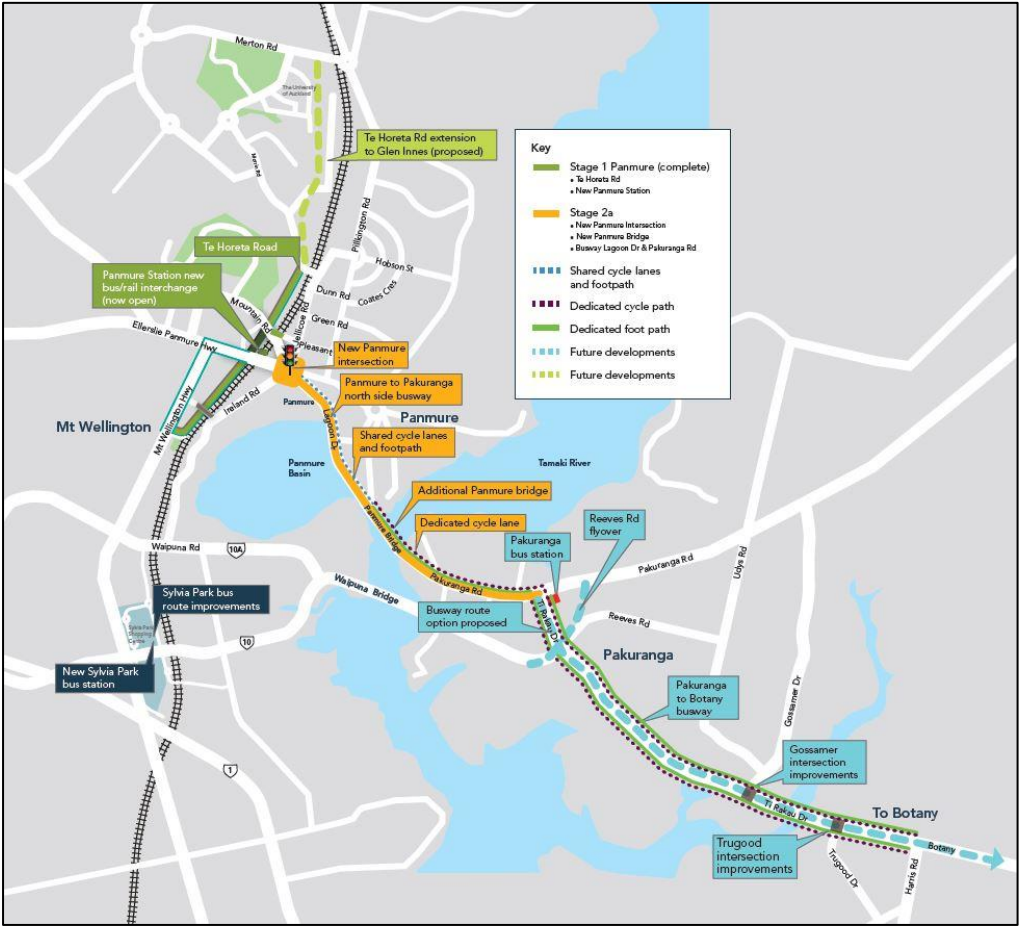 Merton Rd
The University
of Auckland
Te Horeta Rd extension
to Glen Innes (proposed)
Pilkington Rd
Te Horeta Road
Panmure Station new
bus/rail interchange
(now open)
Mountain Rd
Hobson St
Dunn Rd
Coates Cres
Green Rd
Pleasant
Ellerslie Panmure Hwy
New Panmure
intersection
Panmure to Pakuranga
north side busway
Ireland Rd
Panmure
Panmure
Mt Wellington
Mt Wellington Hwy
Lagoon Dr
Shared cycle lanes
and footpath
Panmure
Basin
Tamaki River
Key
Stage 1 Panmure (complete)
• Te Horeta Rd
• New Panmure Station
Stage 2a
• New Panmure Intersection
• New Panmure Bridge
• Busway Lagoon Dr & Pakuranga Rd
Shared cycle lanes
and footpath
Dedicated cycle path
Dedicated foot path
Future developments
Future developments
Additional Panmure bridge
Panmure Bridge
Dedicated cycle lane
Reeves Rd
flyover
Pakuranga
bus station
Waipuna Rd
10A
Waipuna Bridge
Pakuranga Rd
Pakuranga Rd
Udys Rd
Sylvia Park bus
route improvements
Busway route
option proposed
Ti Rakau Dr
Reeves Rd
Sylvia Park
Shopping
Centre
10
Pakuranga
New Sylvia Park
bus station
Pakuranga
to Botany
busway
Gossamer Dr
1
Gossamer
intersection
improvements
Ti Rakau Dr
To Botany
Botany
Trugood
intersection
improvements
Trugood Dr
Harris Rd